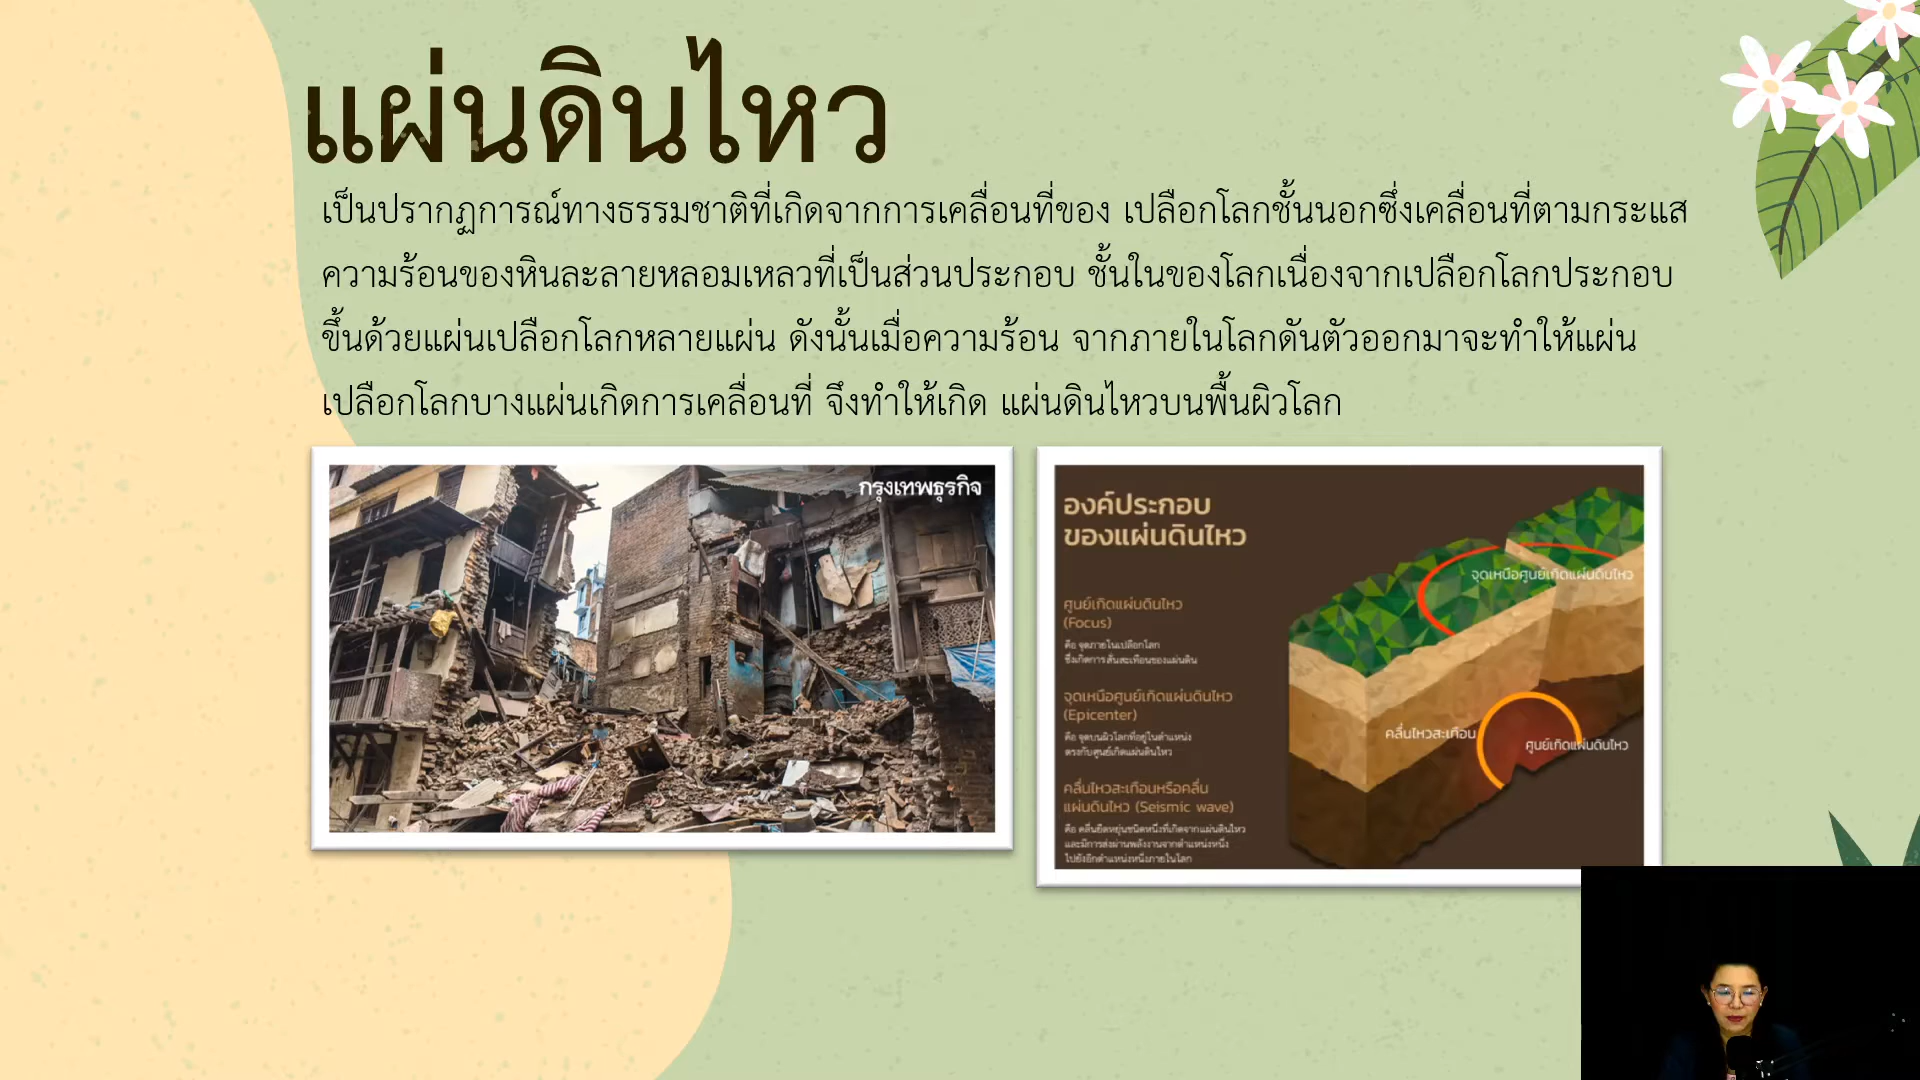 แผ่นดินไหว
เป็นปรากฏการณ์ทางธรรมชาติที่เกิดจากการเคลื่อนที่ของ เปลือกโลกชั้นนอกซึ่งเคลื่อนที่ตามกระแส
ความร้อนของหินละลายหลอมเหลวที่เป็นส่วนประกอบ ชั้นในของโลกเนื่องจากเปลือกโลกประกอบ
ขึ้นด้วยแผ่นเปลือกโลกหลายแผ่น ดังนั้นเมื่อความร้อน จากภายในโลกดันตัวออกมาจะทำให้แผ่น
เปลือกโลกบางแผ่นเกิดการเคลื่อนที่ จึงทำให้เกิด แผ่นดินไหวบนพื้นผิวโลก
กรุงเทพธุรกิจ
องค์ประกอบ
ของแผ่นดินไหว
ศูนย์เกิดแผ่นดินไหว
(Focus)
คือ จุดภายในเปลือกโลก
ซึ่งเกิดการสั่นสะเทือนของแผ่นดิน
จุดเหนือศูนย์เกิดแผ่นดินไหว
(Epicenter)
คือ จุดบนผิวโลกที่อยู่ในตำแหน่ง
ตรงกับศูนย์เกิดแผ่นดินไหว
คลื่นไหวสะเทือนหรือคลื่น
แผ่นดินไหว (Seismic wave)
คือ คลื่นยืดหยุ่นชนิดหนึ่งที่เกิดจากแผ่นดินไหว
และมีการส่งผ่านพลังงานจากตำแหน่งหนึ่ง
ไปยังอีกตำแหน่งหนึ่งภายในโลก
จุดเหนือศูนย์เกิดแผ่นดินไหว
คลื่นไหวสะเทือน
ศูนย์เกิดแผ่นดินไหว